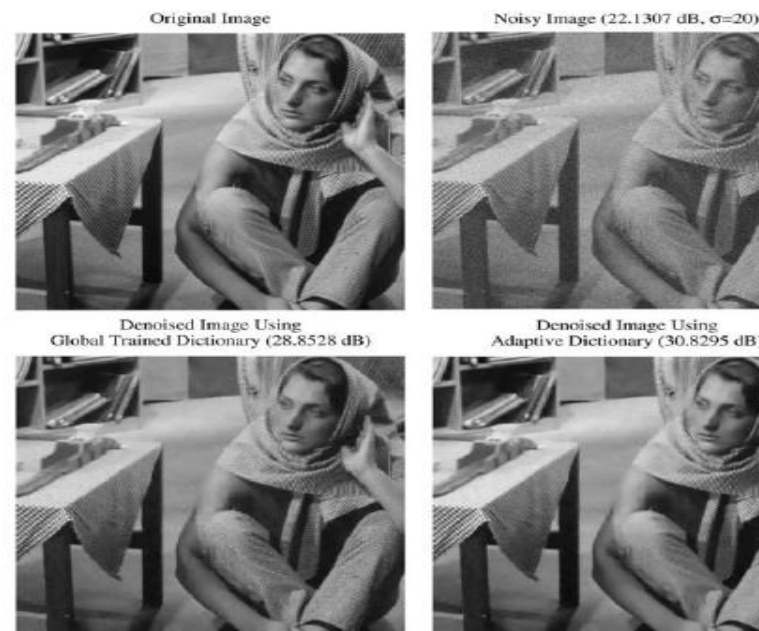 Original Image
Noisy Image (22.1307 dB, σ=20)
Denoised Image Using
Global Trained Dictionary (28.8528 dB)
Denoised Image Using
Adaptive Dictionary (30.8295 dB)